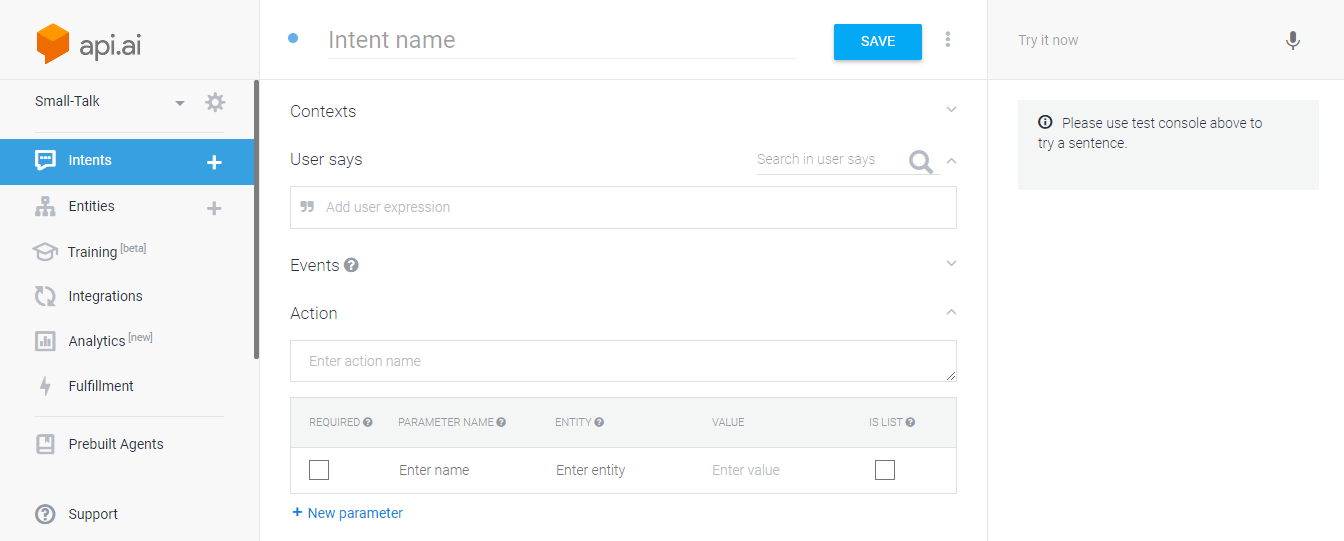 api.ai
Small-Talk
Intents
Entities
Training [beta]
Integrations
Analytics [new]
Fulfillment
Prebuilt Agents
Support
Intent name
SAVE
Contexts
User says
Search in user says
Add user expression
Events
Action
Enter action name
REQUIRED PARAMETER NAME ENTITY VALUE IS LIST
Enter name Enter entity Enter value
+ New parameter
Try it now
Please use test console above to
try a sentence.